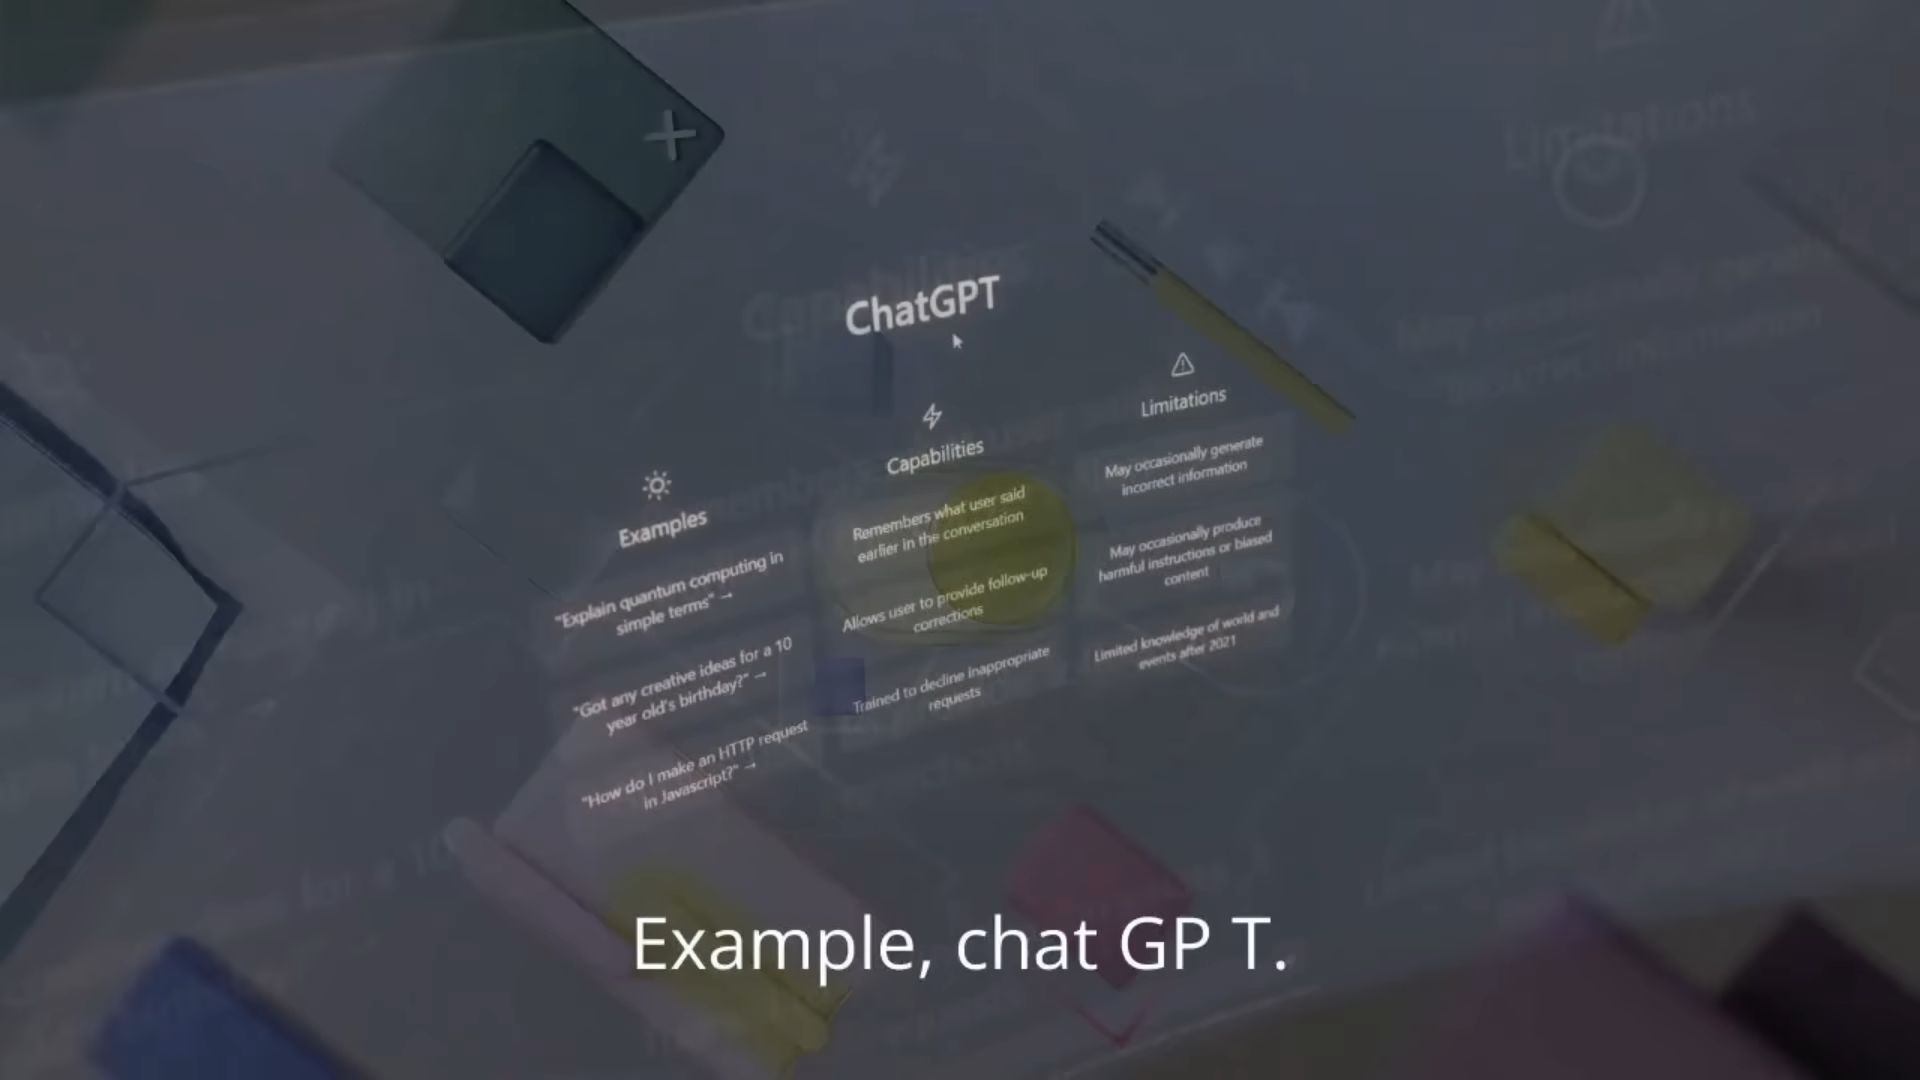 ChatGPT
Examples
"Explain quantum computing in
simple terms" →
"Got any creative ideas for a 10
year old's birthday?" →
"How do I make an HTTP request
in Javascript?" →
Capabilities
Remembers what user said
earlier in the conversation
Allows user to provide follow-up
corrections
Trained to decline inappropriate
requests
Limitations
May occasionally generate
incorrect information
May occasionally produce
harmful instructions or biased
content
Limited knowledge of world and
events after 2021
Capabilities
Limitations
Example, chat GP T.